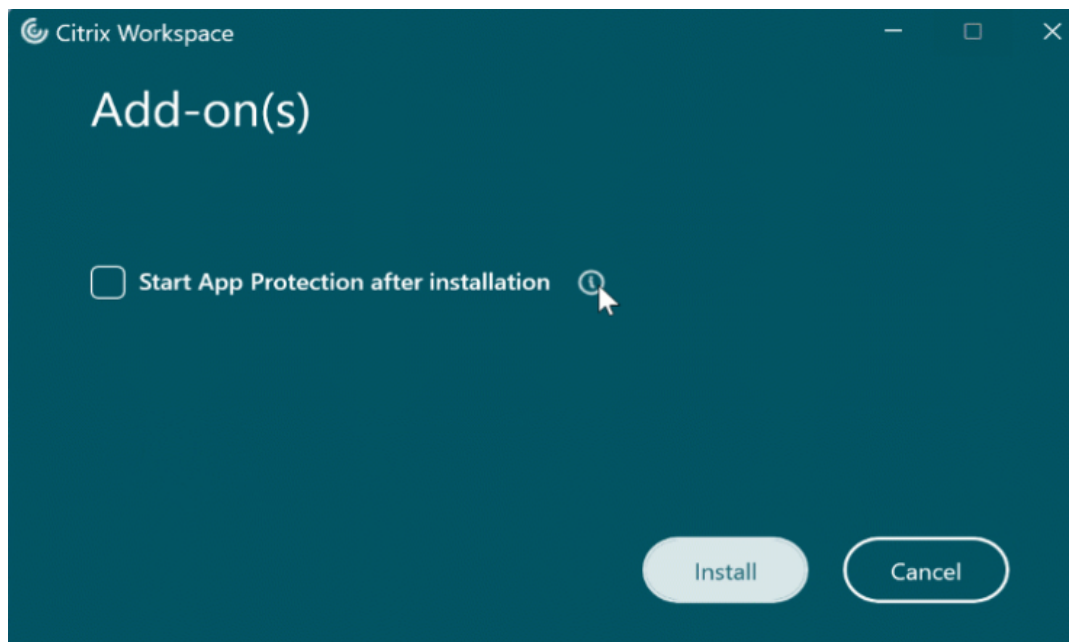 Citrix Workspace
Add-on(s)
Start App Protection after installation
Install
Cancel